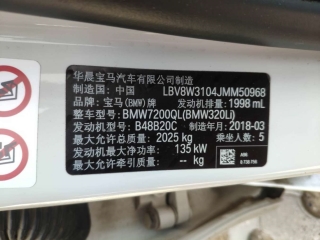 华晨宝马汽车有限公司制造
制造国：中国 LBV8W3104JMM50968
品牌：宝马(BMW)牌 发动机排量：1998 mL
整车型号：BMW7200QL(BMW320Li)
发动机型号：B48B20C 制造年月：2018-03
最大允许总质量： 2025 kg 乘坐人数： 5
发动机最大净功率： 135 kW
最大允许牵引质量： -- kg